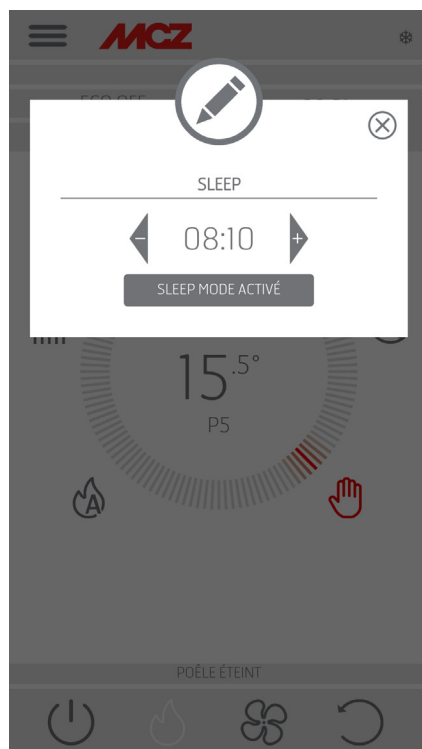 MCZ
SLEEP
- 08:10 +
SLEEP MODE ACTIVÉ
15.5°
P5
A
POÊLE ÉTEINT